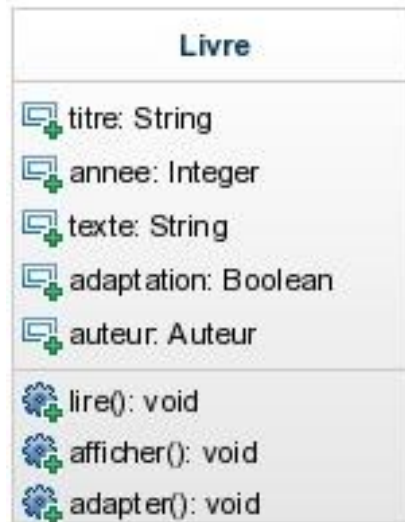 Livre
titre: String
annee: Integer
texte: String
adaptation: Boolean
auteur: Auteur
lire(): void
afficher(): void
adapter(): void